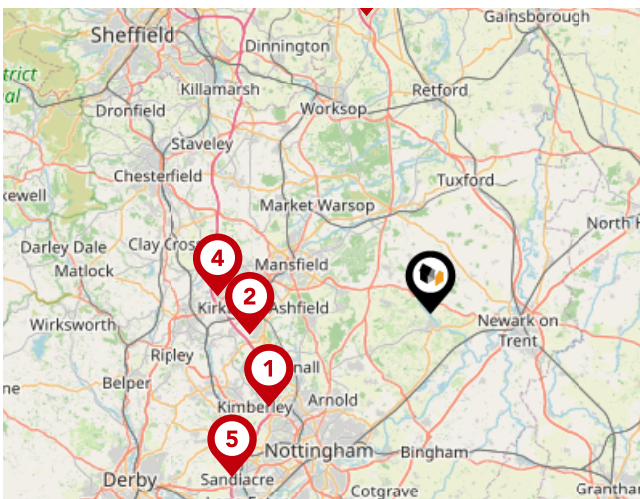 Gainsborough
Sheffield
Dinnington
trict
al
Killamarsh
Retford
Dronfield
Worksop
Staveley
Chesterfield
Tuxford
kewell
Market Warsop
North H
Darley Dale
Clay Cross
4
Mansfield
Matlock
2
Kirk
Ashfield
Wirksworth
Newark on
Trent
Ripley
1
nall
ne
Belper
Kimberley
Arnold
5
Nottingham
Bingham
Derby
Sandiacre
Cotgrave
Grantha